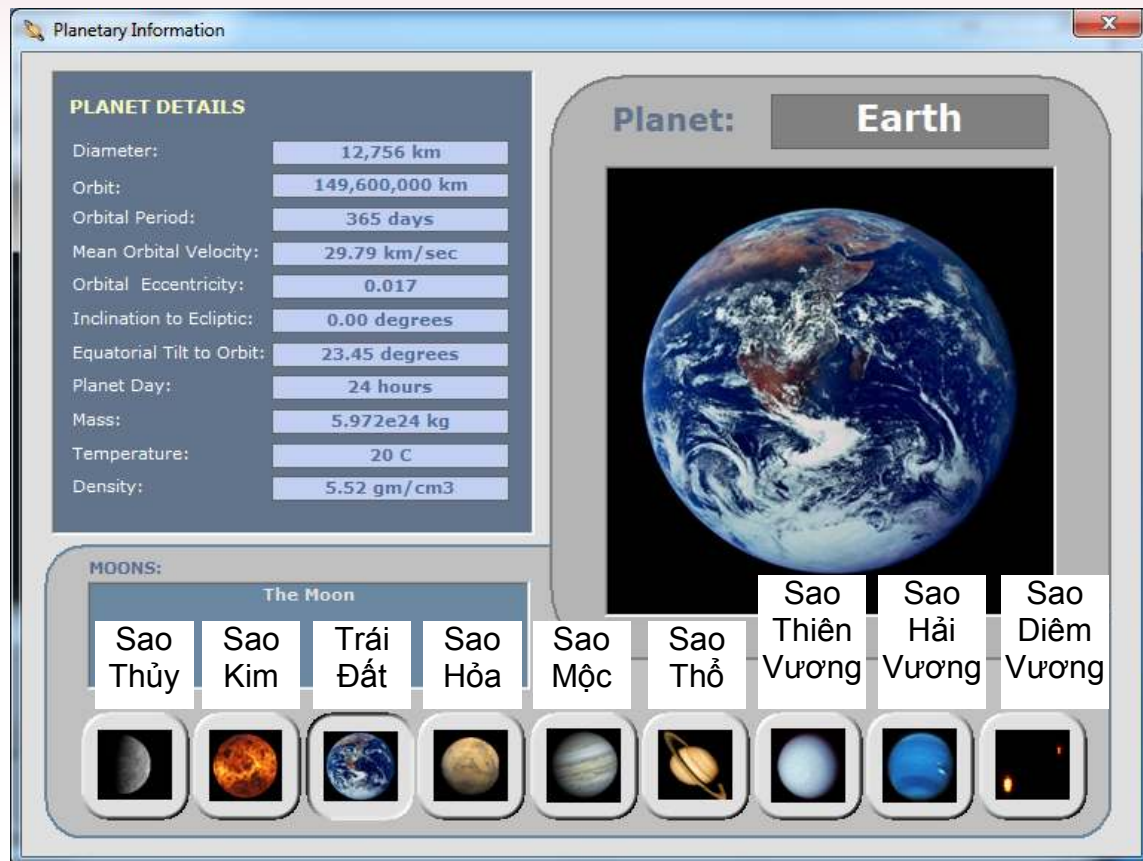 Planetary Information
x
PLANET DETAILS
Diameter: 12,756 km
Orbit: 149,600,000 km
Orbital Period: 365 days
Mean Orbital Velocity: 29.79 km/sec
Orbital Eccentricity: 0.017
Inclination to Ecliptic: 0.00 degrees
Equatorial Tilt to Orbit: 23.45 degrees
Planet Day: 24 hours
Mass: 5.972e24 kg
Temperature: 20 C
Density: 5.52 gm/cm3
Planet: Earth
MOONS:
The Moon
Sao
Thủy
Sao
Kim
Trái
Đất
Sao
Hỏa
Sao
Mộc
Sao
Thổ
Sao
Thiên
Vương
Sao
Hải
Vương
Sao
Diêm
Vương